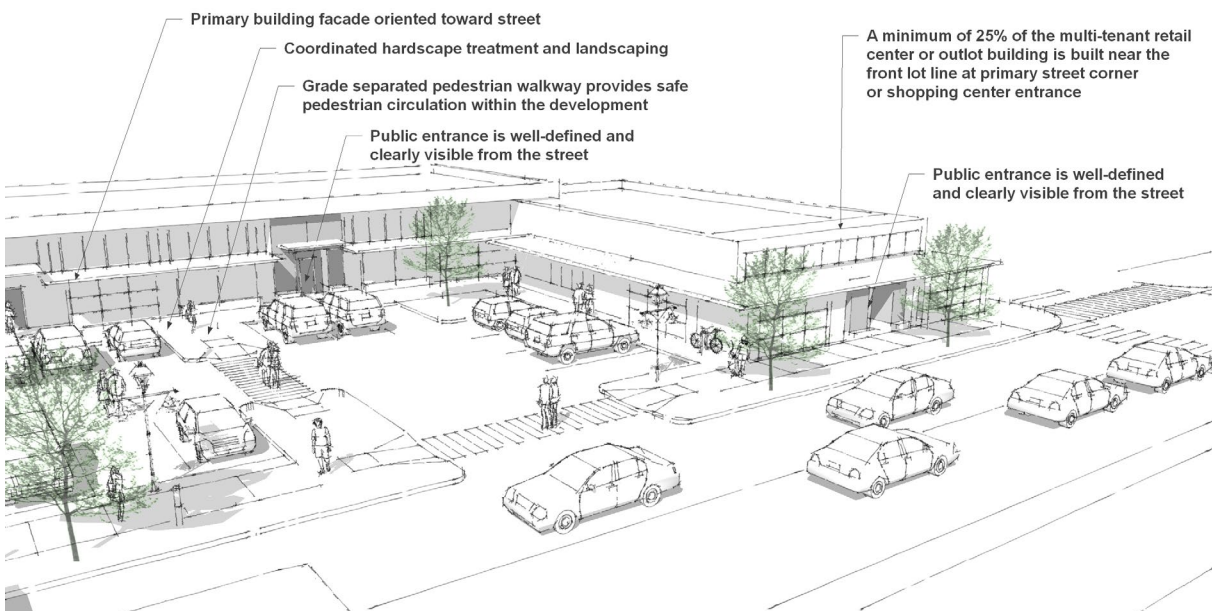 Primary building facade oriented toward street
Coordinated hardscape treatment and landscaping
Grade separated pedestrian walkway provides safe
pedestrian circulation within the development
Public entrance is well-defined and
clearly visible from the street
A minimum of 25% of the multi-tenant retail
center or outlot building is built near the
front lot line at primary street corner
or shopping center entrance
Public entrance is well-defined
and clearly visible from the street